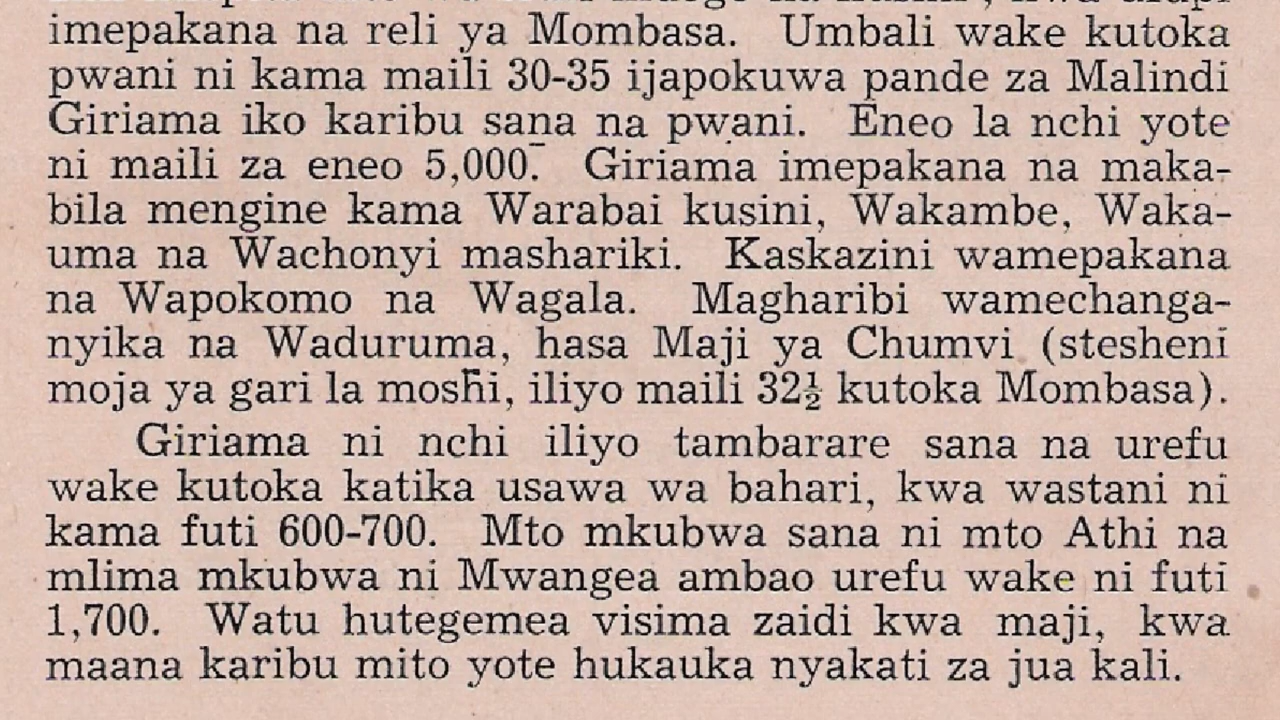 imepakana na reli ya Mombasa. Umbali wake kutoka
pwani ni kama maili 30-35 ijapokuwa pande za Malindi
Giriama iko karibu sana na pwani. Eneo la nchi yote
ni maili za eneo 5,000. Giriama imepakana na maka-
bila mengine kama Warabai kusini, Wakambe, Waka-
uma na Wachonyi mashariki. Kaskazini wamepakana
na Wapokomo na Wagala. Magharibi wamechanga-
nyika na Waduruma, hasa Maji ya Chumvi (stesheni
moja ya gari la moshi, iliyo maili 32½ kutoka Mombasa).
Giriama ni nchi iliyo tambarare sana na urefu
wake kutoka katika usawa wa bahari, kwa wastani ni
kama futi 600-700. Mto mkubwa sana ni mto Athi na
mlima mkubwa ni Mwangea ambao urefu wake ni futi
1,700. Watu hutegemea visima zaidi kwa maji, kwa
maana karibu mito yote hukauka nyakati za jua kali.